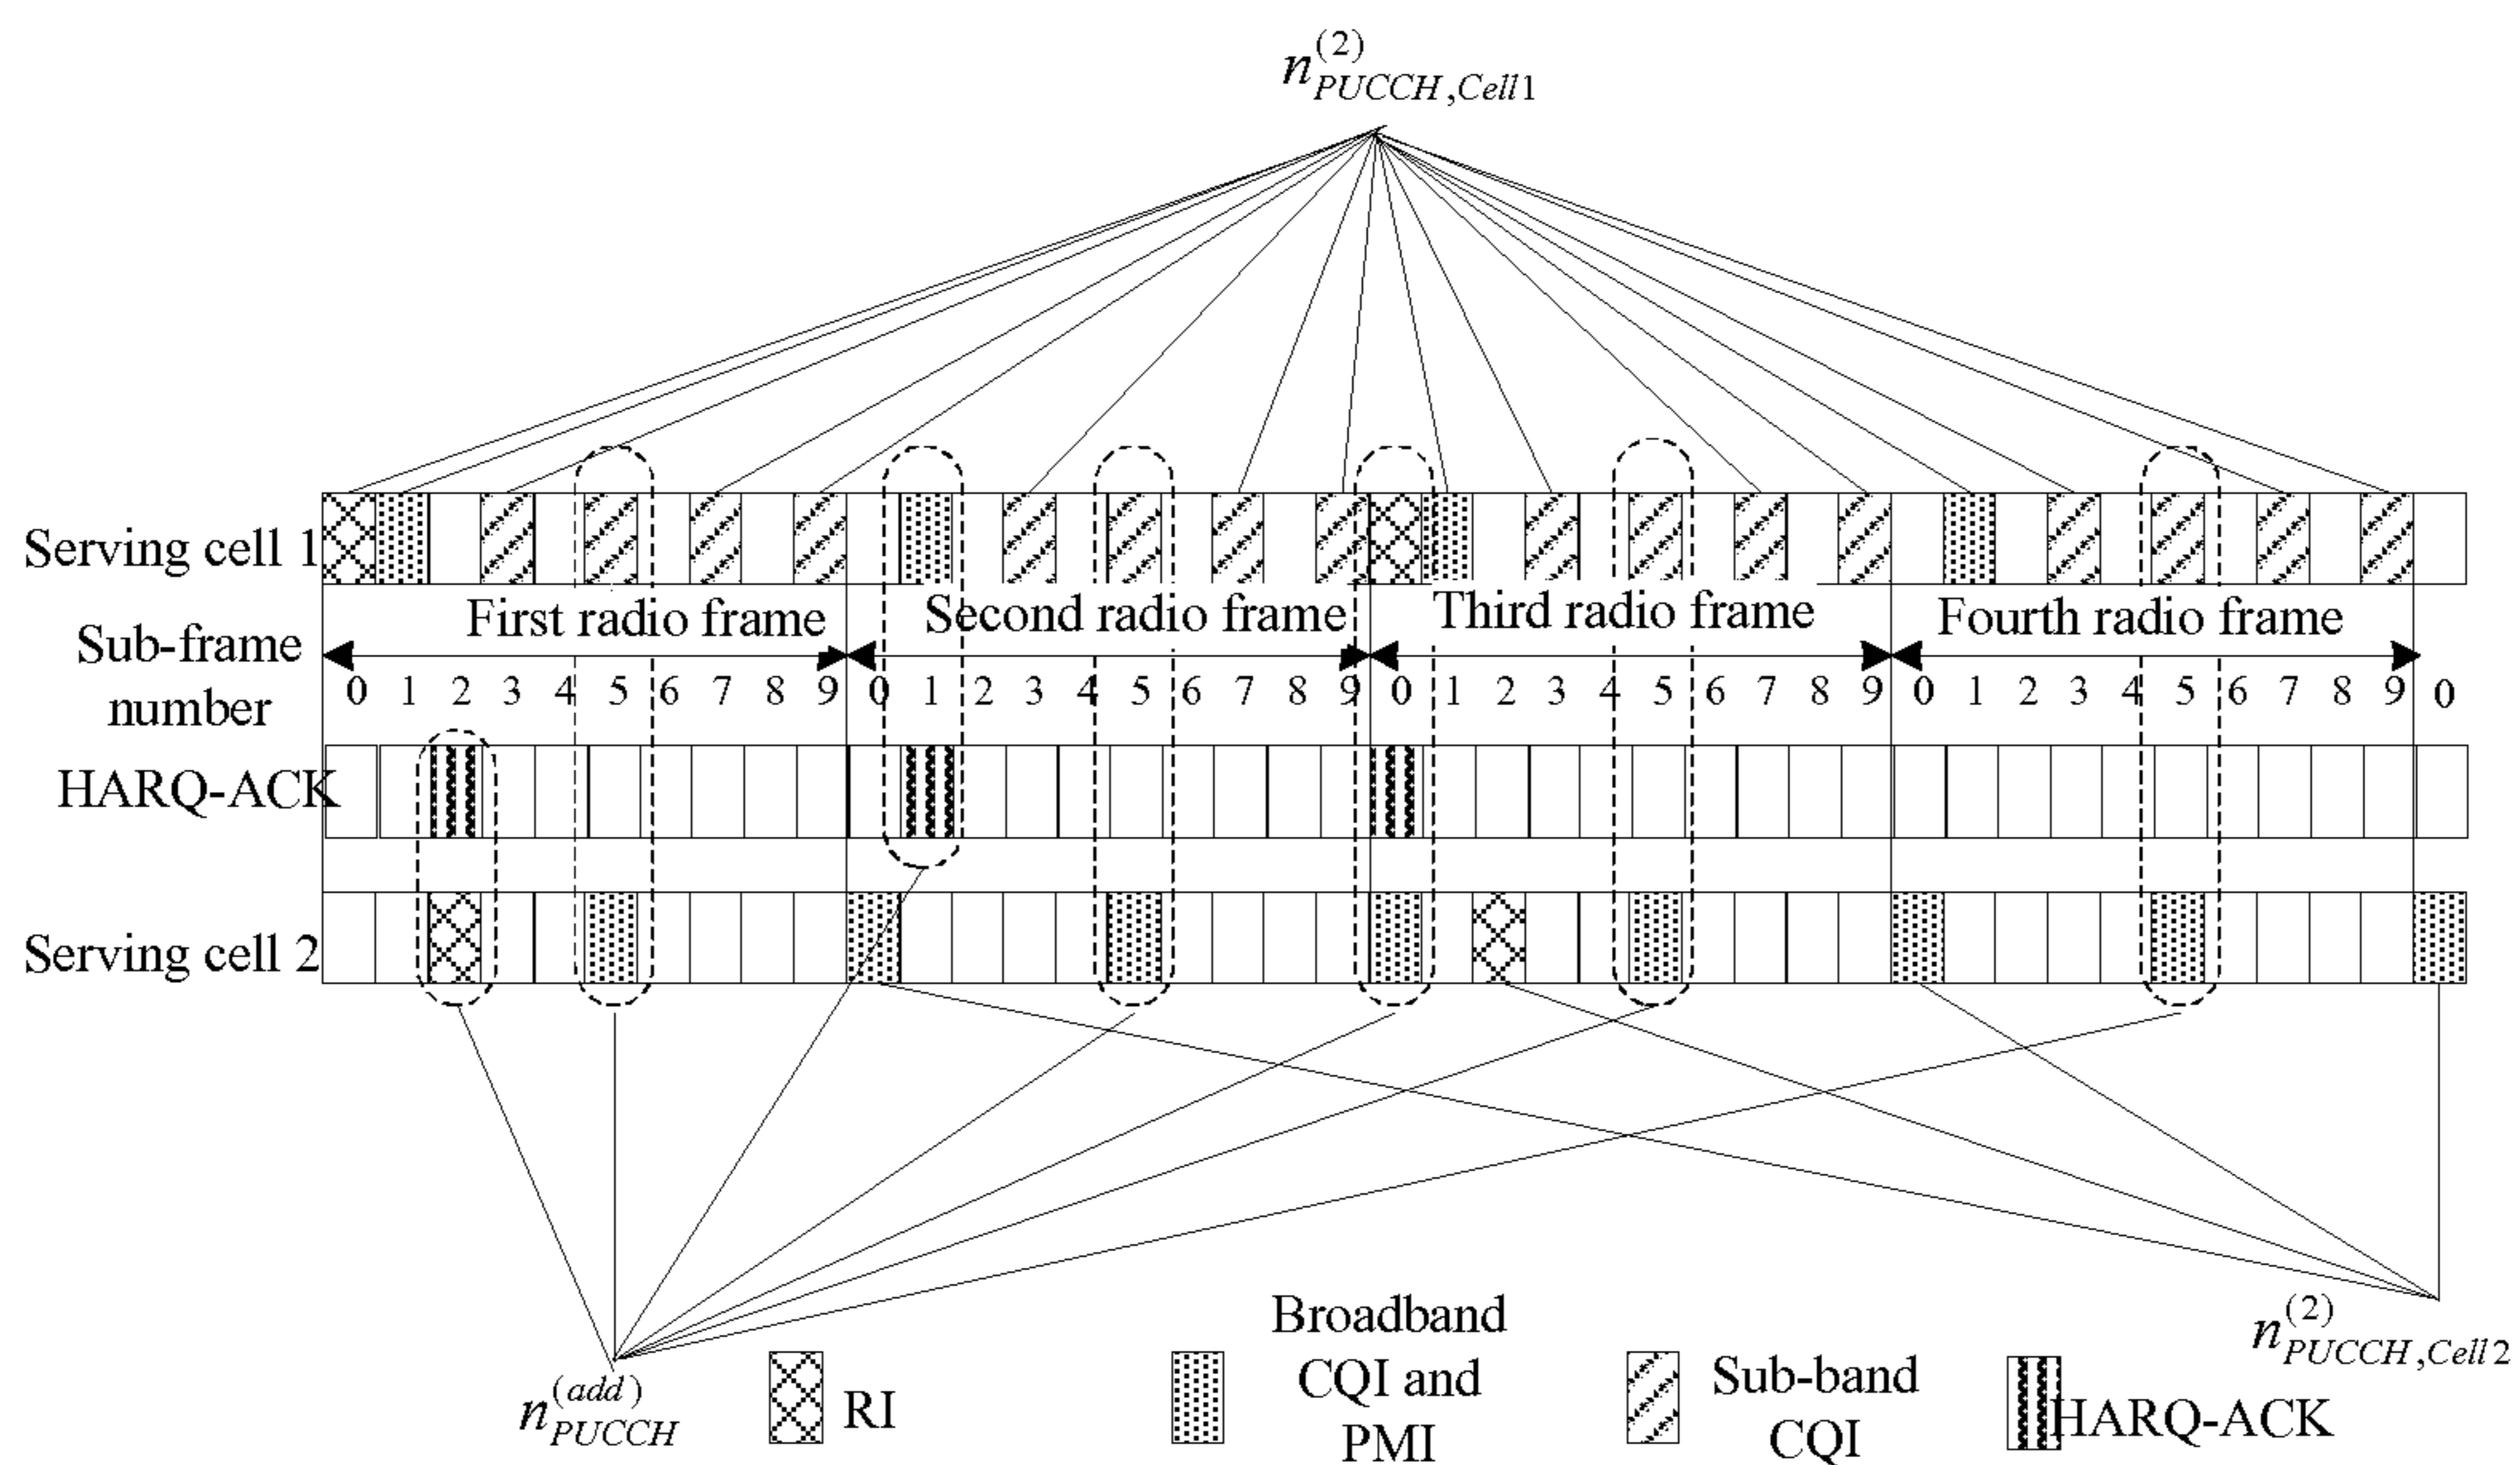 n(2)PUCCH,Cell1
Serving cell 1
First radio frame Second radio frame Third radio frame Fourth radio frame
Sub-frame
number
0 1 2 3 4 5 6 7 8 9 0 1 2 3 4 5 6 7 8 9 0 1 2 3 4 5 6 7 8 9 0 1 2 3 4 5 6 7 8 9 0
HARQ-ACK
Serving cell 2
n(add)PUCCH
RI
Broadband
CQI and
PMI
Sub-band
CQI
HARQ-ACK
n(2)PUCCH,Cell2